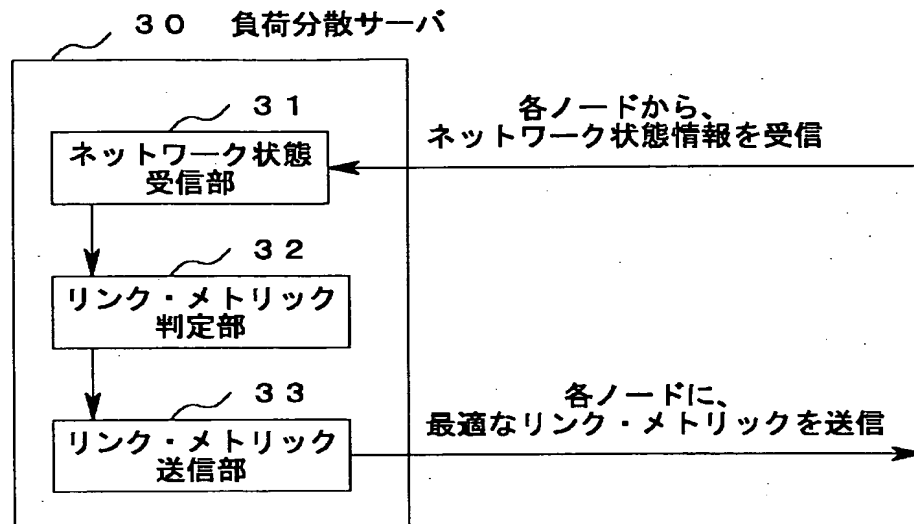 30 負荷分散サーバ
31
各ノードから、
ネットワーク状態情報を受信
ネットワーク状態
受信部
32
リンク・メトリック
判定部
33
各ノードに、
最適なリンク・メトリックを送信
リンク・メトリック
送信部